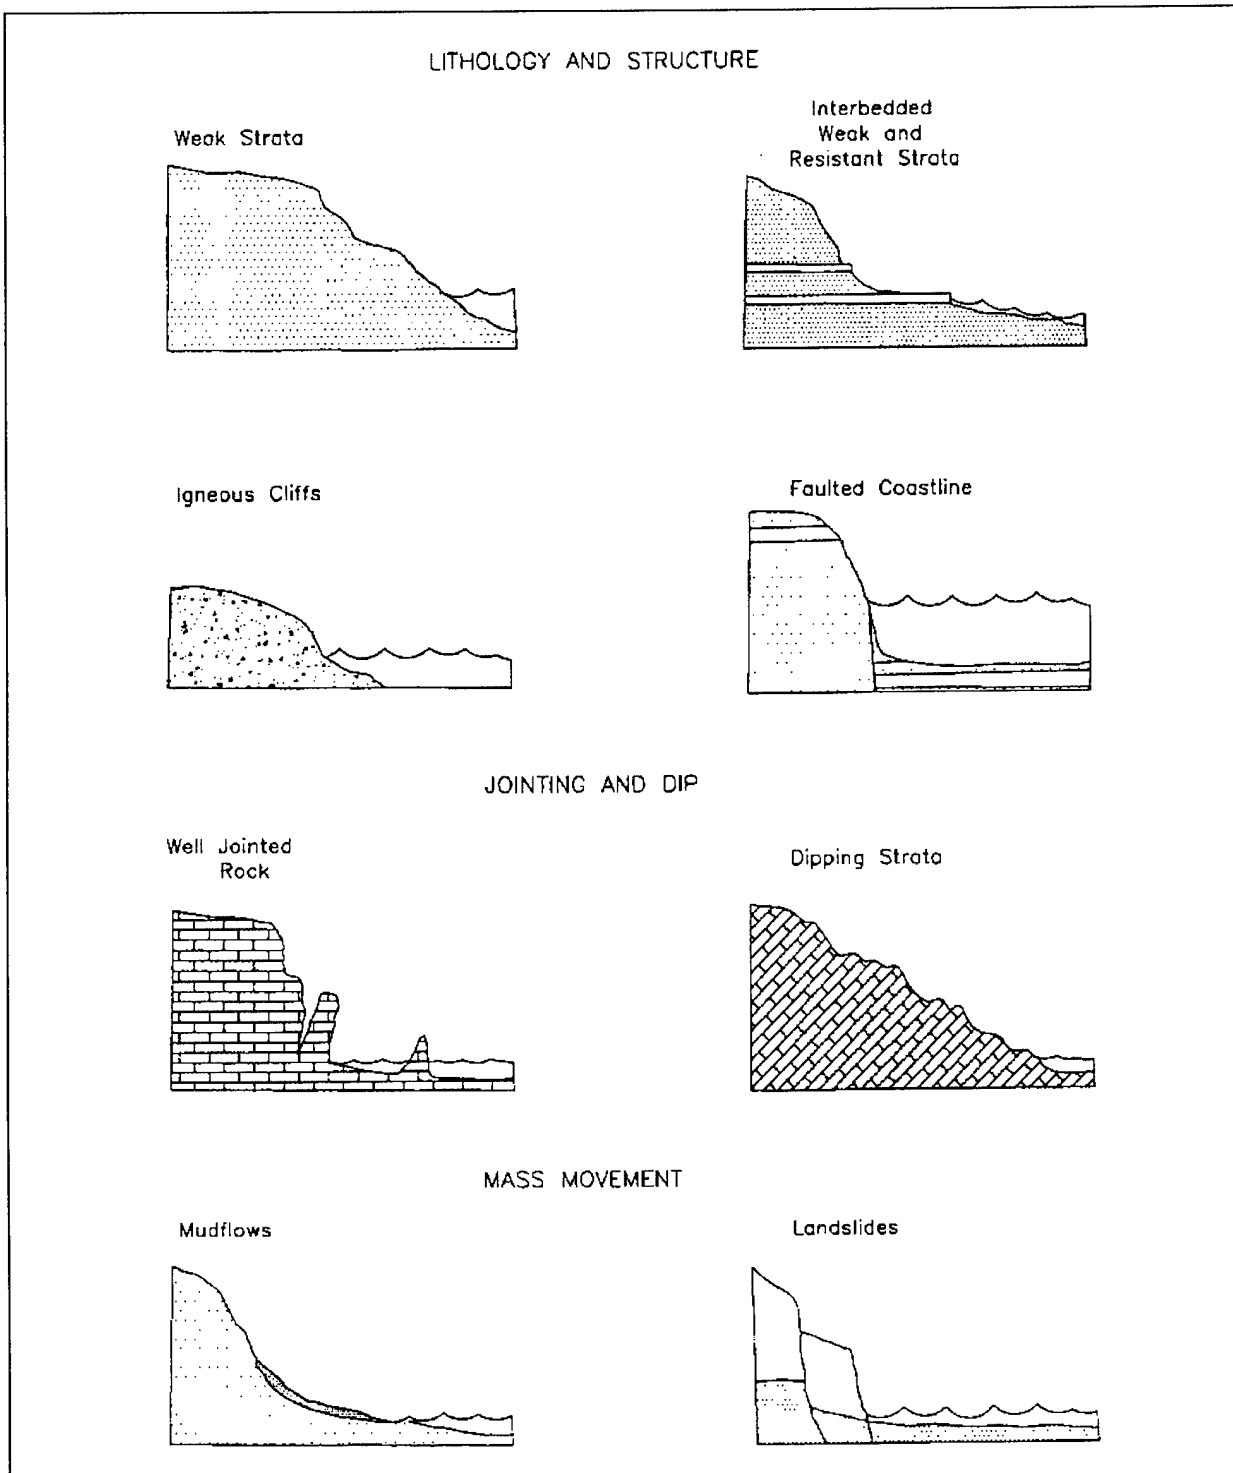 LITHOLOGY AND STRUCTURE
Weak Strata
Interbedded
Weak and
Resistant Strata
Igneous Cliffs
Faulted Coastline
JOINTING AND DIP
Well Jointed
Rock
Dipping Strata
MASS MOVEMENT
Mudflows
Landslides